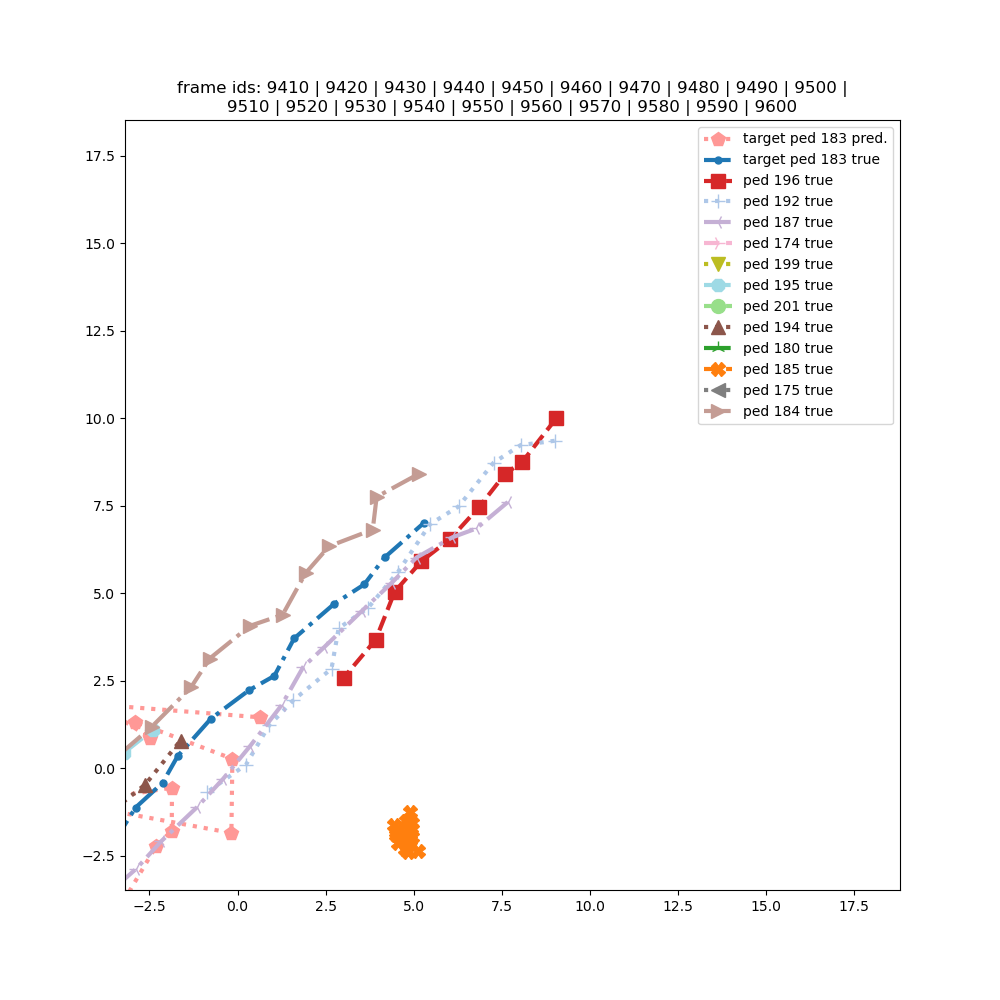 frame ids: 9410 | 9420 | 9430 | 9440 | 9450 | 9460 | 9470 | 9480 | 9490 | 9500 |
9510 | 9520 | 9530 | 9540 | 9550 | 9560 | 9570 | 9580 | 9590 | 9600
target ped 183 pred.
target ped 183 true
ped 196 true
ped 192 true
ped 187 true
ped 174 true
ped 199 true
ped 195 true
ped 201 true
ped 194 true
ped 180 true
ped 185 true
ped 175 true
ped 184 true
17.5
15.0
12.5
10.0
7.5
5.0
2.5
0.0
−2.5
−2.5 0.0 2.5 5.0 7.5 10.0 12.5 15.0 17.5